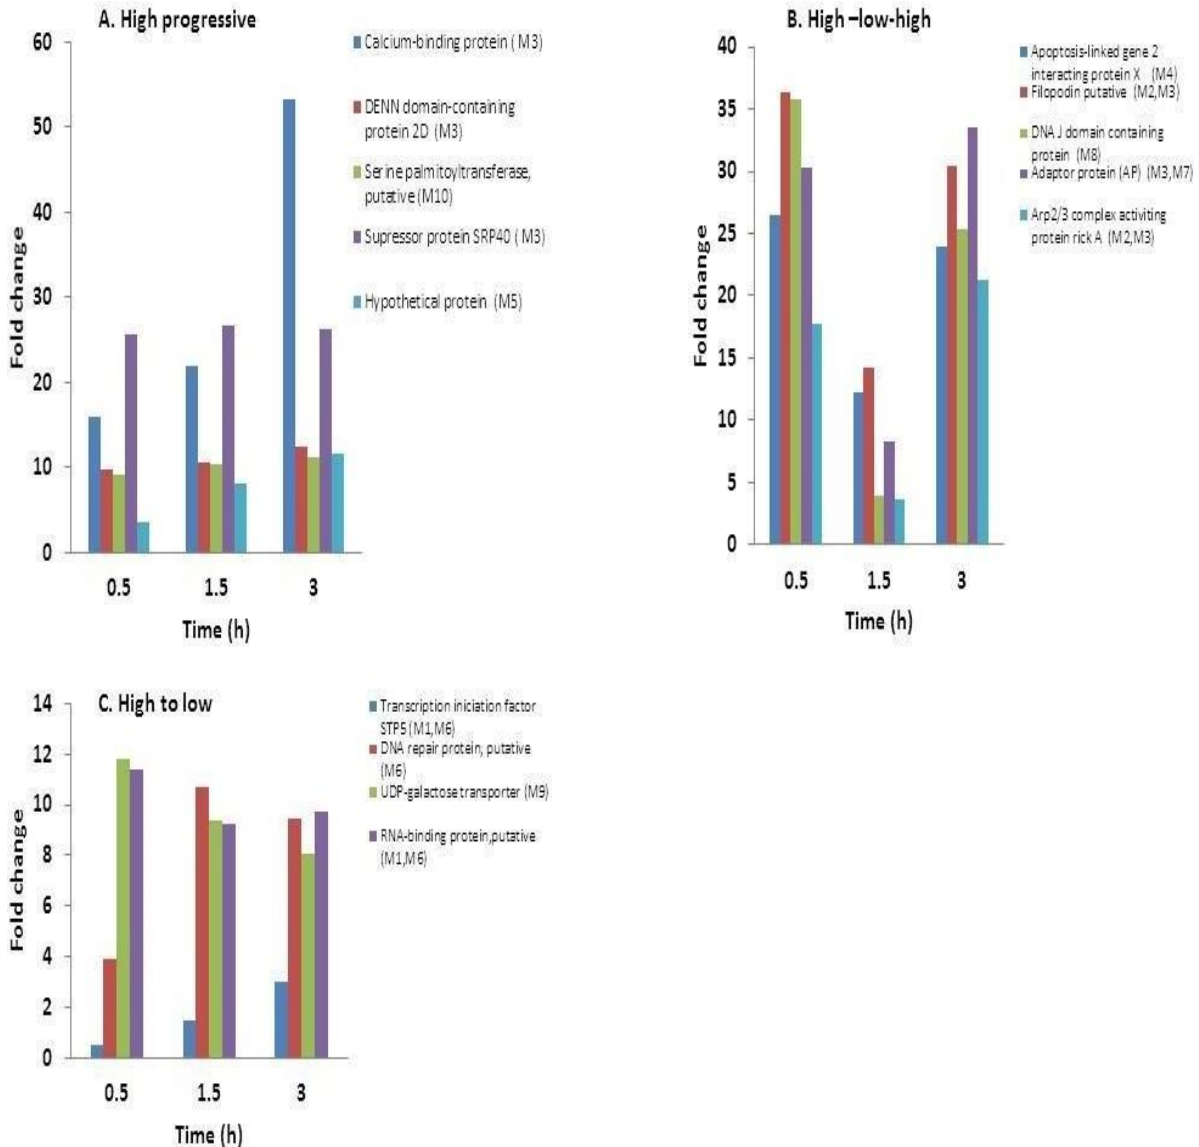 A. High progressive
60
50
40
30
20
10
0
Fold change
0.5 1.5 3
Time (h)
Calcium-binding protein ( M3)
DENN domain-containing
protein 2D (M3)
Serine palmitoyltransferase,
putative (M10)
Supressor protein SRP40 ( M3)
Hypothetical protein (M5)
B. High –low-high
40
35
30
25
20
15
10
5
0
Fold change
0.5 1.5 3
Time (h)
Apoptosis-linked gene 2
interacting protein X (M4)
Filopodin putative (M2,M3)
DNA J domain containing
protein (M8)
Adaptor protein (AP) (M3,M7)
Arp2/3 complex activiting
protein rick A (M2,M3)
C. High to low
14
12
10
8
6
4
2
0
Fold change
0.5 1.5 3
Time (h)
Transcription iniciation factor
STP5 (M1,M6)
DNA repair protein, putative
(M6)
UDP-galactose transporter (M9)
RNA-binding protein,putative
(M1,M6)